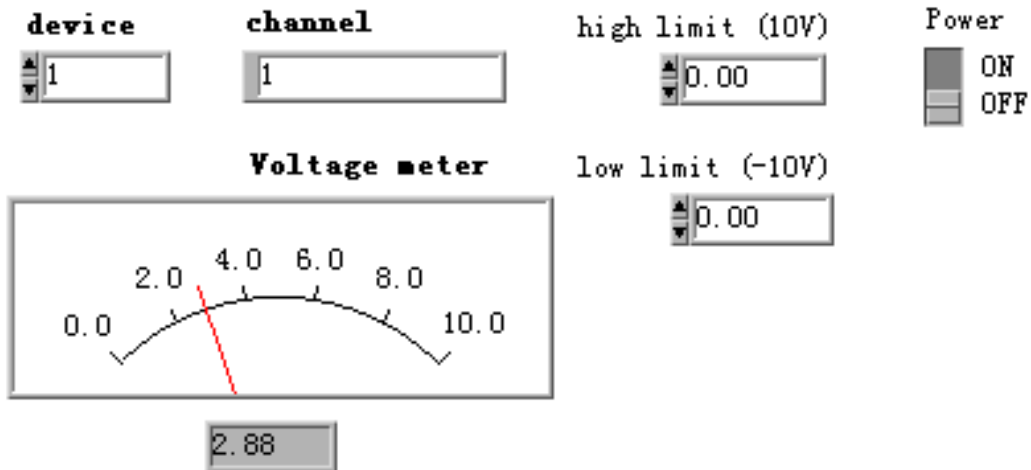 device
channel
high limit (10V)
Power
1
1
0.00
ON
OFF
Voltage meter
low limit (-10V)
0.00
0.0
2.0
4.0
6.0
8.0
10.0
2.88